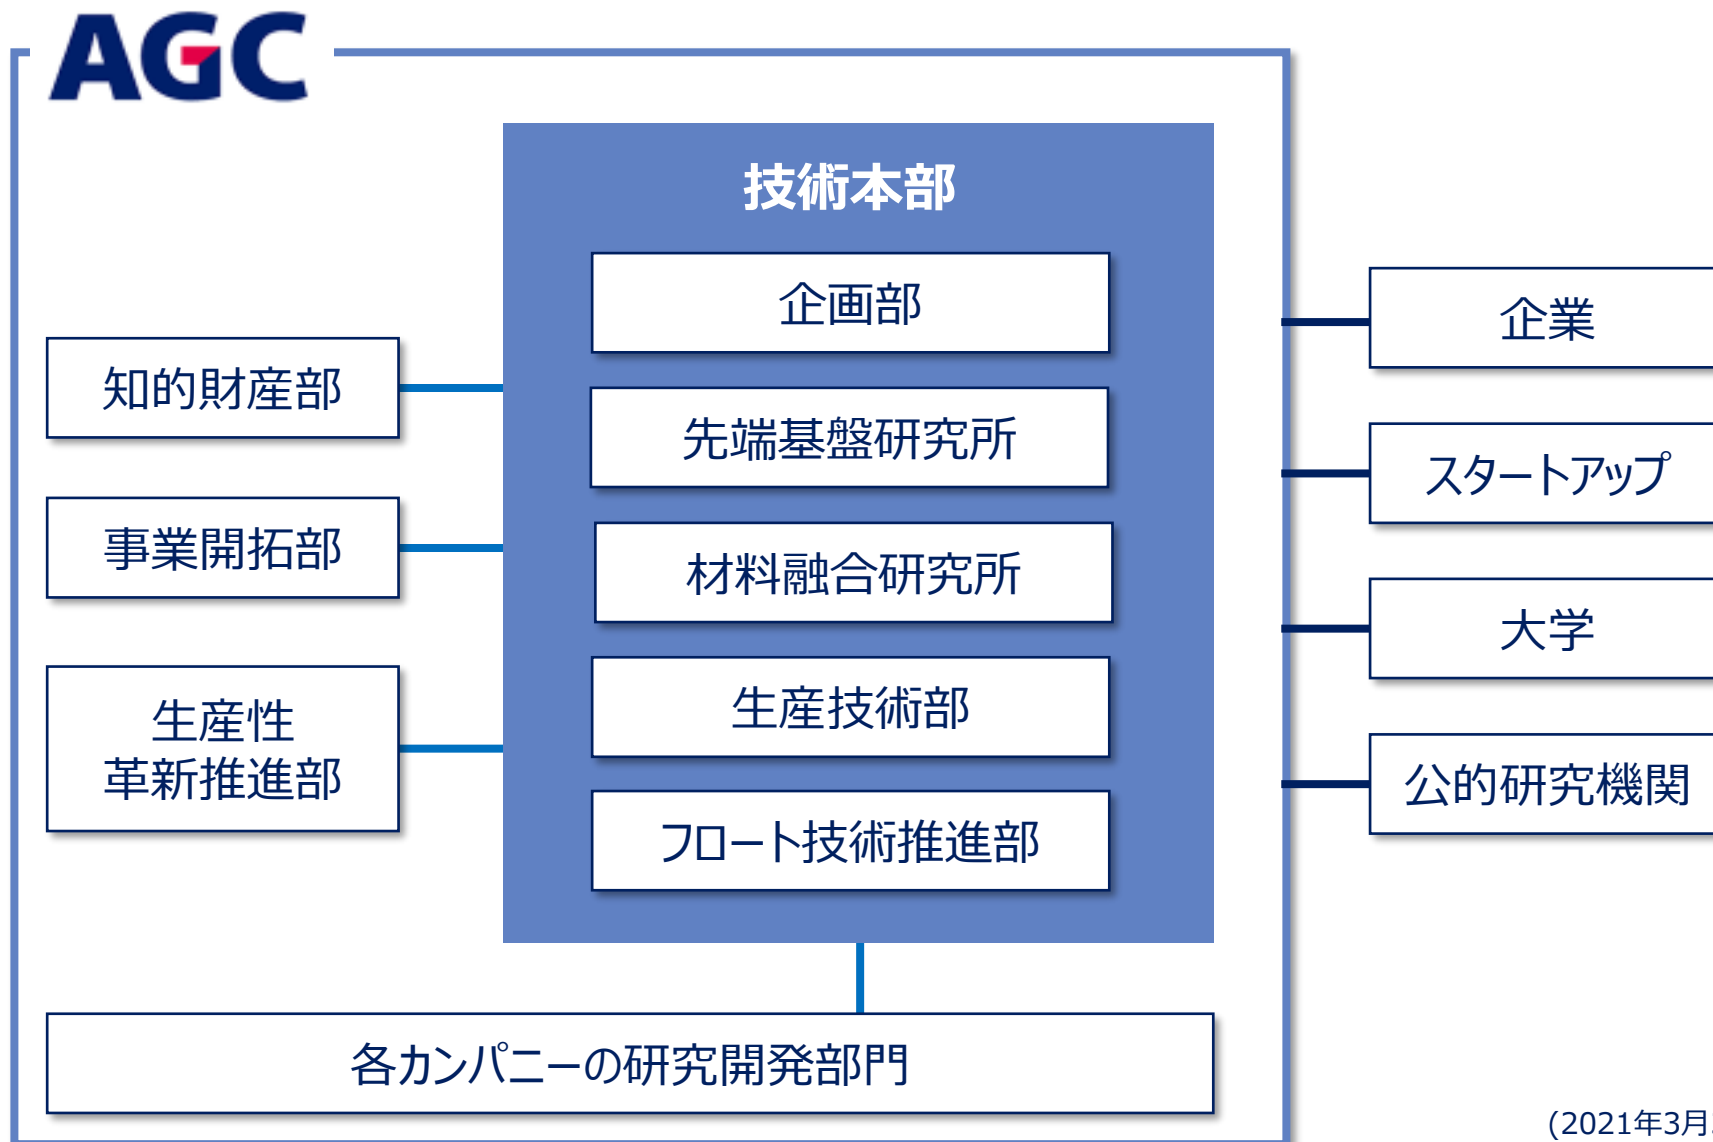 AGC
技術本部
企画部
先端基盤研究所
材料融合研究所
生産技術部
フロート技術推進部
知的財産部
事業開拓部
生産性
革新推進部
各カンパニーの研究開発部門
企業
スタートアップ
大学
公的研究機関
(2021年3月